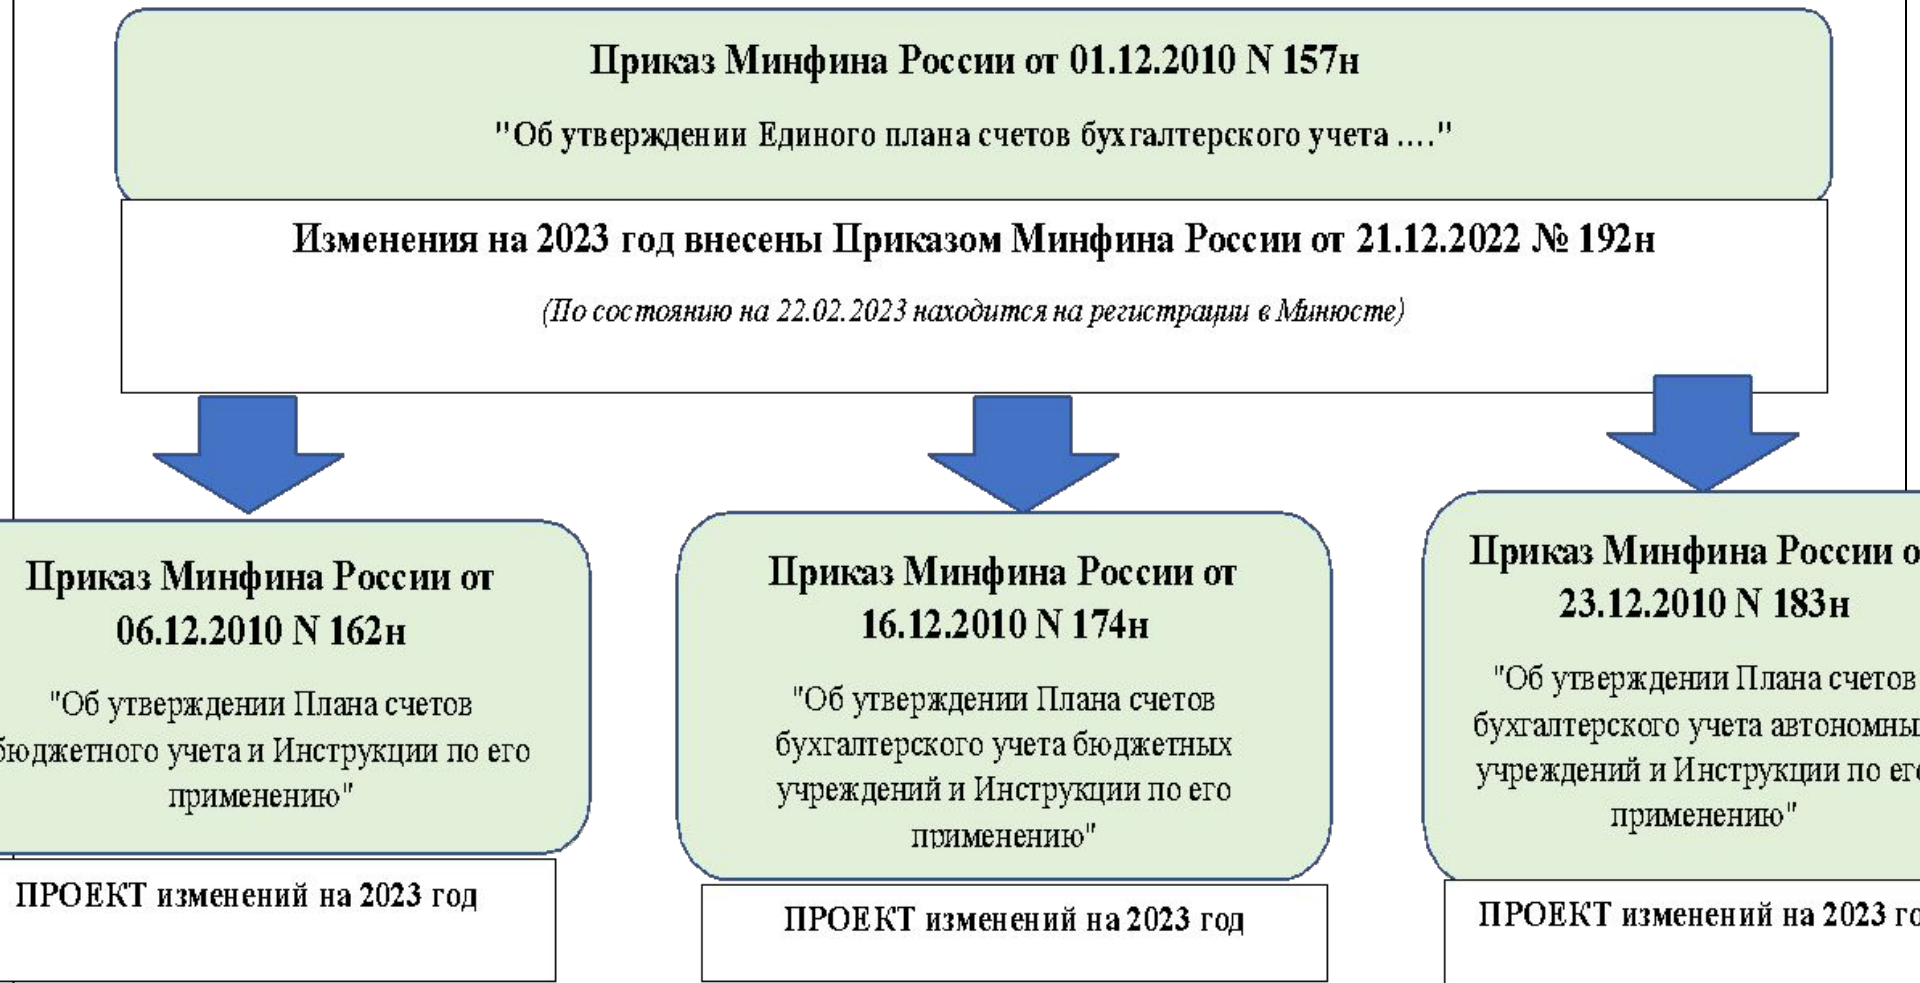 Приказ Минфина России от 01.12.2010 N 157н
"Об утверждении Единого плана счетов бухгалтерского учета ...."
Изменения на 2023 год внесены Приказом Минфина России от 21.12.2022 № 192н
(По состоянию на 22.02.2023 находится на регистрации в Минюсте)
Приказ Минфина России от
06.12.2010 N 162н
"Об утверждении Плана счетов
бюджетного учета и Инструкции по его
применению"
ПРОЕКТ изменений на 2023 год
Приказ Минфина России от
16.12.2010 N 174н
"Об утверждении Плана счетов
бухгалтерского учета бюджетных
учреждений и Инструкции по его
применению"
ПРОЕКТ изменений на 2023 год
Приказ Минфина России о
23.12.2010 N 183н
"Об утверждении Плана счетов
бухгалтерского учета автономны
учреждений и Инструкции по его
применению"
ПРОЕКТ изменений на 2023 го